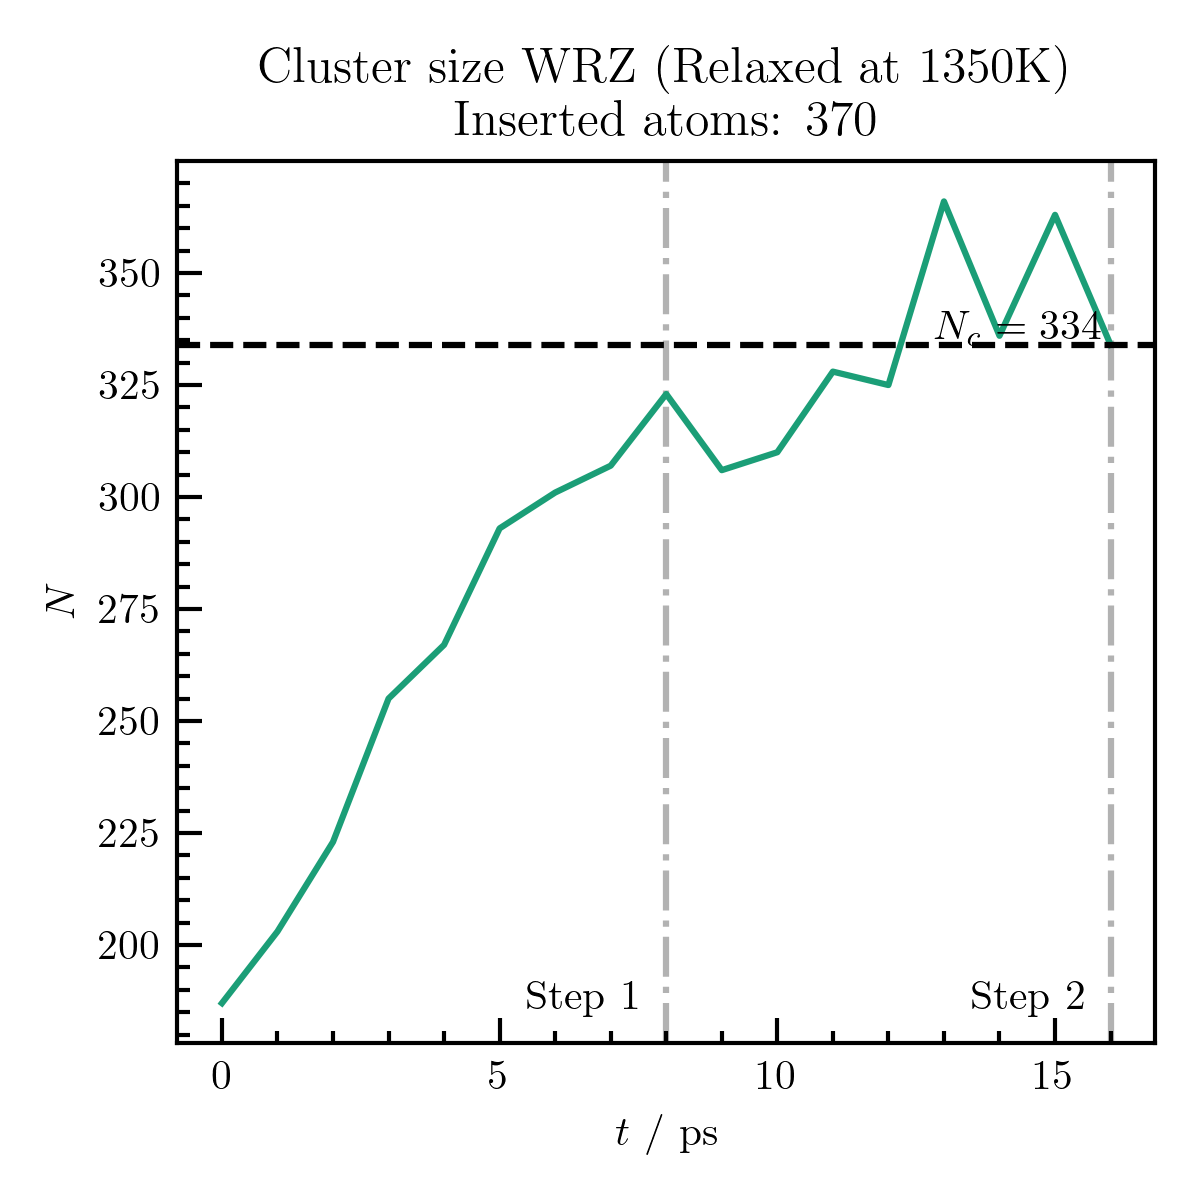 Cluster size WRZ (Relaxed at 1350K)
Inserted atoms: 370
350
325
300
275
250
225
200
N
N_c = 334
Step 1
Step 2
0 5 10 15
t / ps